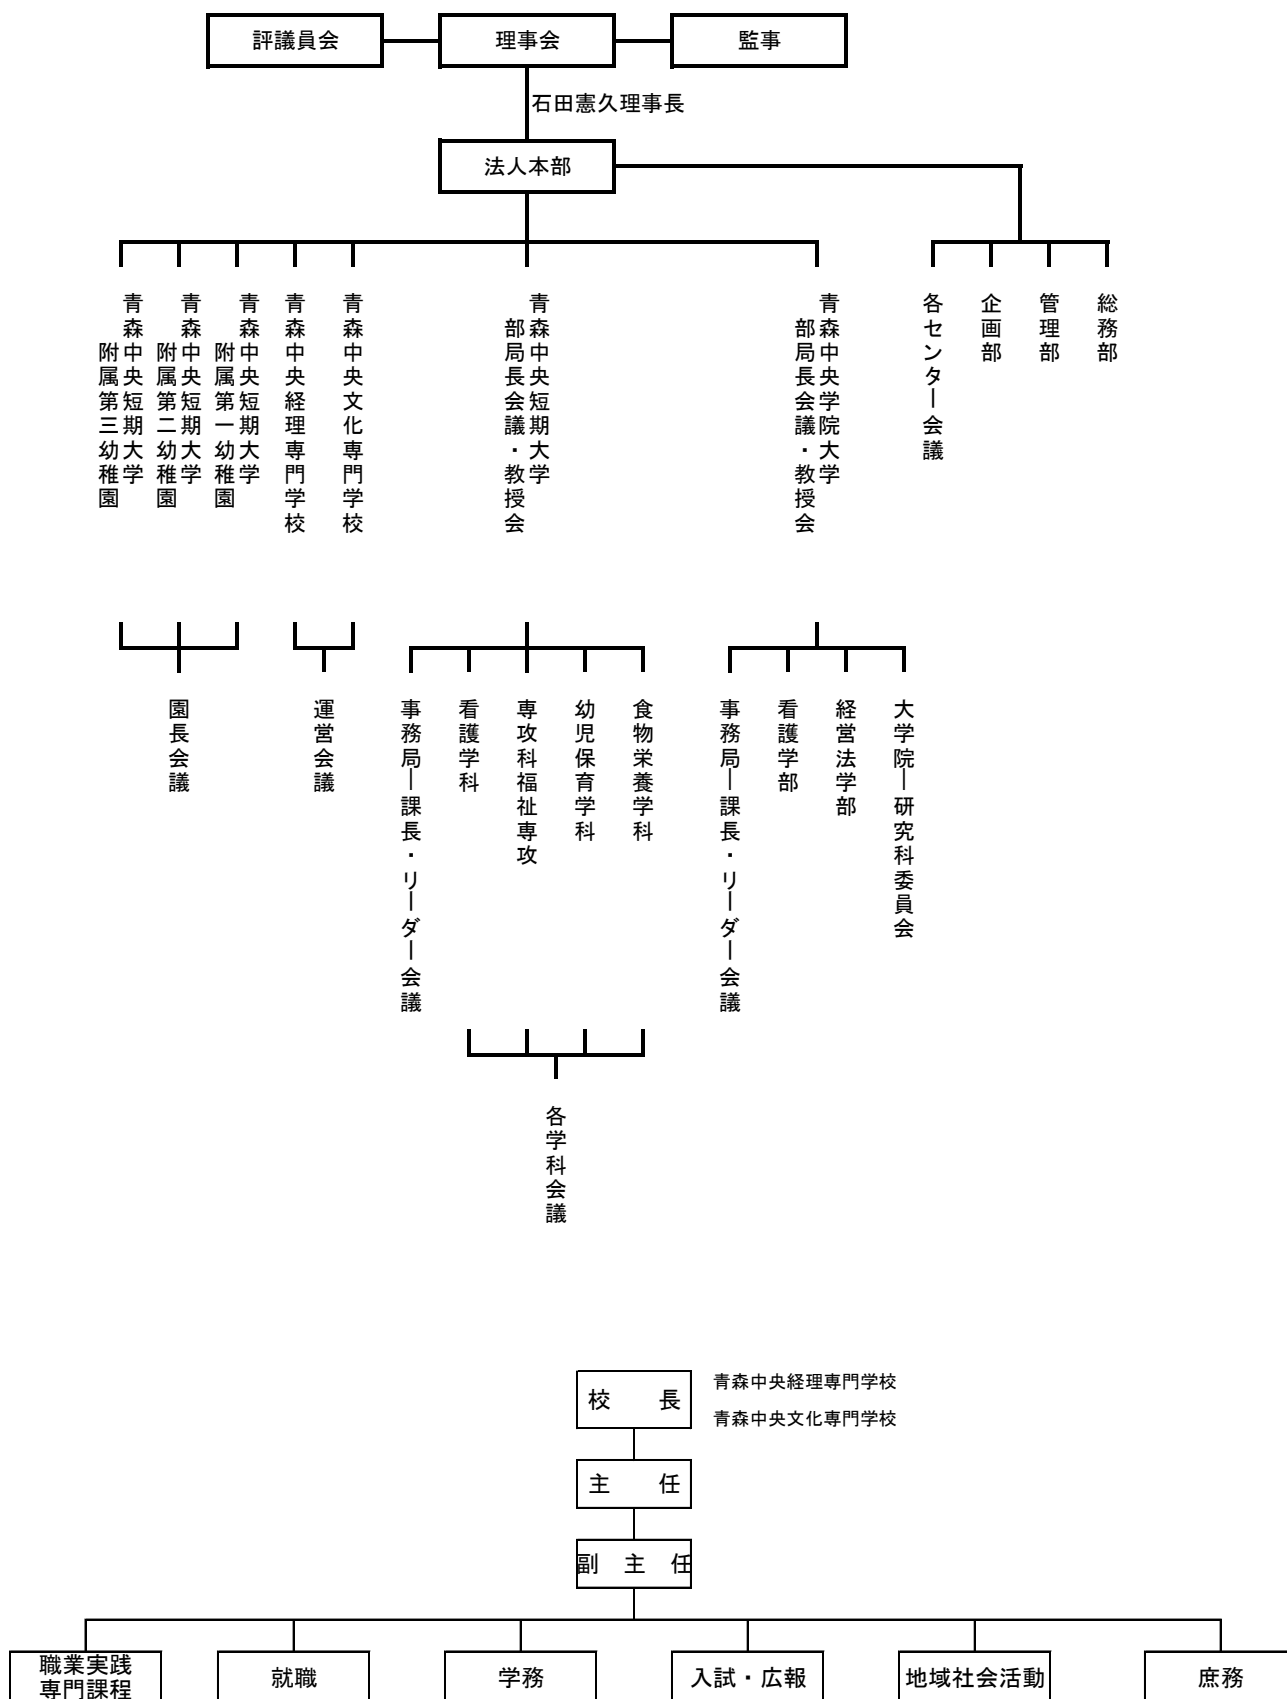 評議員会
理事会
監事
石田憲久理事長
法人本部
青森中央短期大学
附属第三幼稚園
青森中央短期大学
附属第二幼稚園
青森中央短期大学
附属第一幼稚園
青森中央経理専門学校
青森中央文化専門学校
青森中央短期大学
部局長会議・教授会
青森中央学院大学
部局長会議・教授会
各センター会議
企画部
管理部
総務部
園長会議
運営会議
事務局―課長・リーダー会議
看護学科
専攻科福祉専攻
幼児保育学科
食物栄養学科
事務局―課長・リーダー会議
看護学部
経営法学部
大学院―研究科委員会
各学科会議
校　長
青森中央経理専門学校
青森中央文化専門学校
主　任
副　主　任
職業実践
専門課程
就職
学務
入試・広報
地域社会活動
庶務